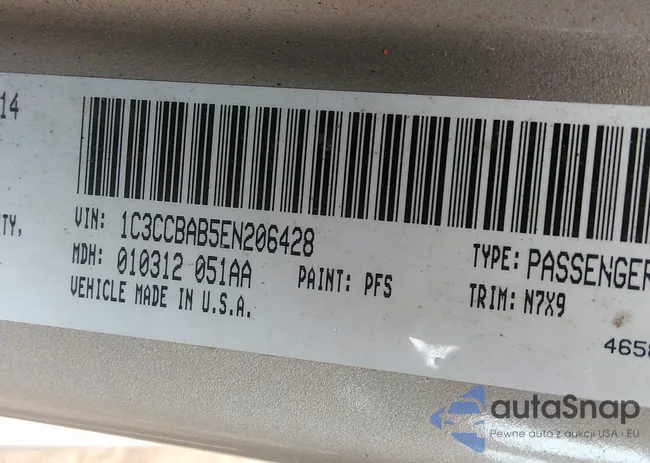 14
TY,
VIN: 1C3CCBAB5EN206428
TYPE: PASSENGER
MDH: 010312 051AA
PAINT: PFS
TRIM: N7X9
VEHICLE MADE IN U.S.A.
4658
autaSnap
Pewne auta z aukcji USA i EU